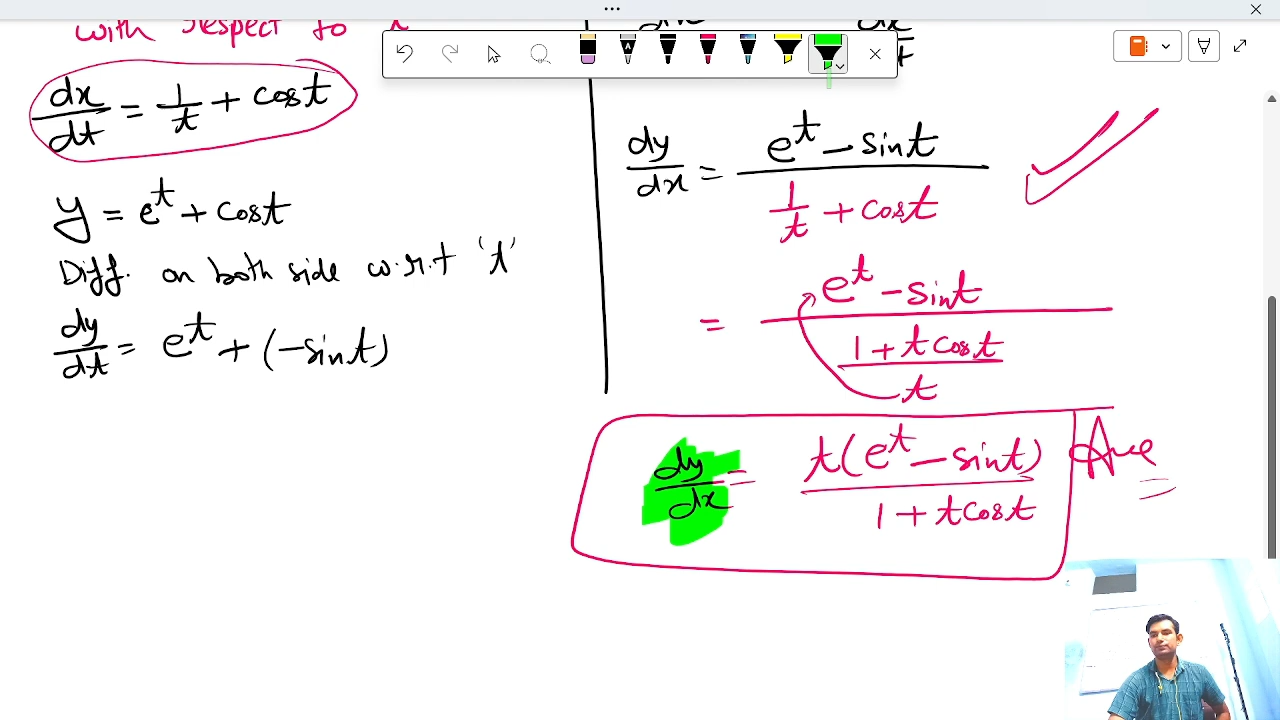 with respect to
dx/dt = 1/t + cost
y = e^t + cost
Diff. on both side w.r.t 't'
dy/dt = e^t + (-sint)
dy/dx = (e^t - sint)/(1/t + cost)
= (e^t - sint)/((1 + tcost)/t)
dy/dx = t(e^t - sint)/(1 + tcost)